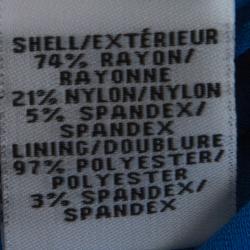 SHELL/EXTÉRIEUR
74% RAYON/
RAYONNE
21% NYLON/NYLON
5% SPANDEX/
SPANDEX
LINING/DOUBLURE
97% POLYESTER/
POLYESTER
3% SPANDEX/
SPANDEX